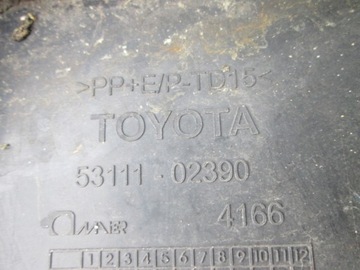 >PP+E/P-TD15<
TOYOTA
53111-02390
4166
1 2 3 4 5 6 7 8 9 10 11 12